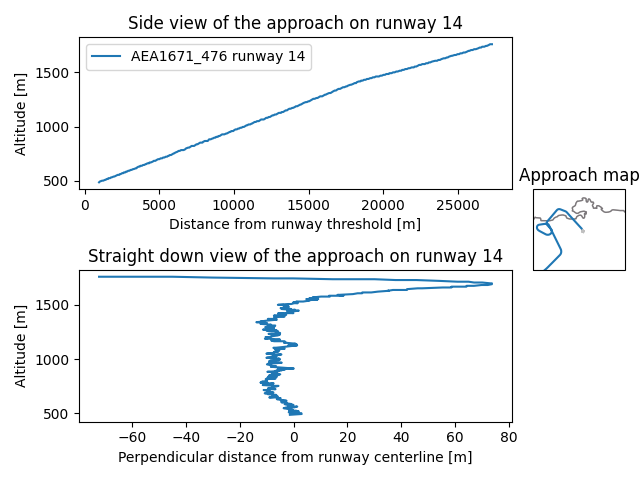 Side view of the approach on runway 14
AEA1671_476 runway 14
Altitude [m]
1500
1000
500
0
5000
10000
15000
20000
25000
Distance from runway threshold [m]
Approach map
Straight down view of the approach on runway 14
Altitude [m]
1500
1000
500
−60
−40
−20
0
20
40
60
80
Perpendicular distance from runway centerline [m]